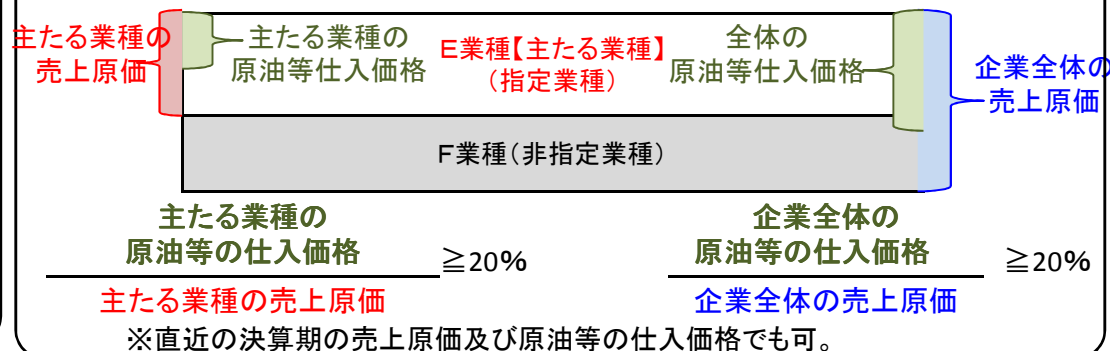 主たる業種の
売上原価
主たる業種の
原油等仕入価格
E業種【主たる業種】
(指定業種)
全体の
原油等仕入価格
企業全体の
売上原価
F業種(非指定業種)
主たる業種の
原油等の仕入価格
≧20%
主たる業種の売上原価
企業全体の
原油等の仕入価格
≧20%
企業全体の売上原価
※直近の決算期の売上原価及び原油等の仕入価格でも可。